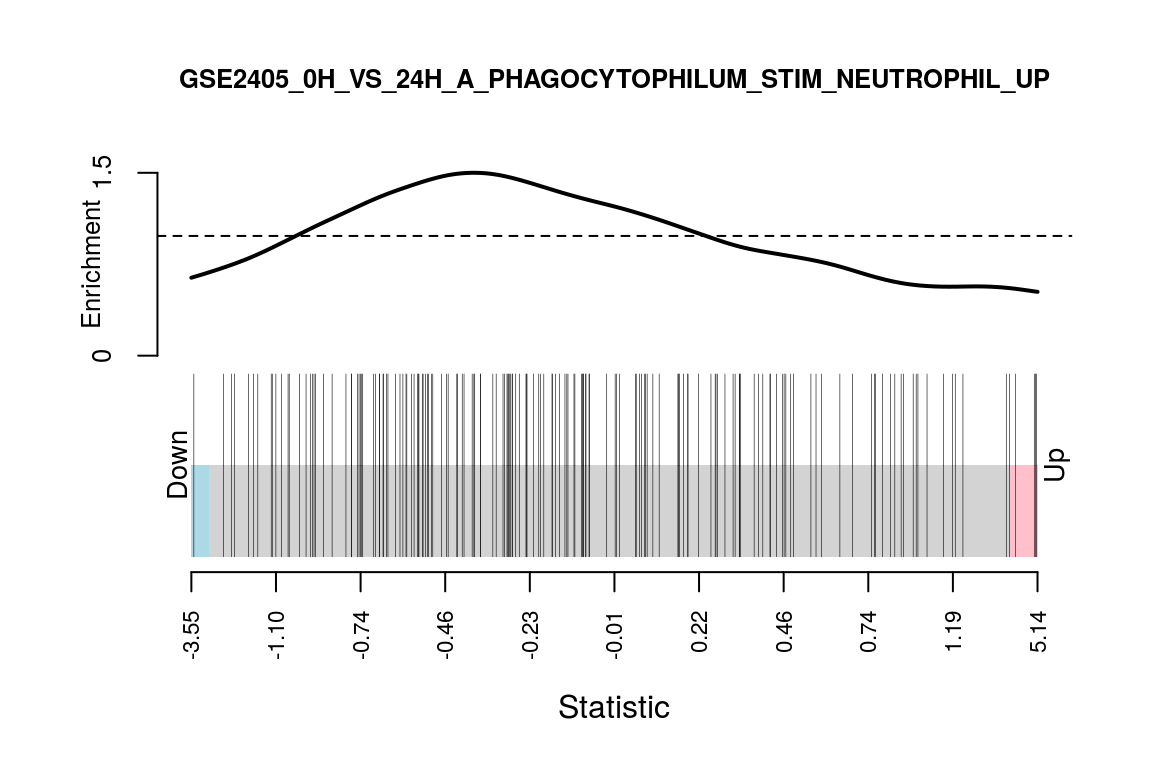 GSE2405_0H_VS_24H_A_PHAGOCYTOPHILUM_STIM_NEUTROPHIL_UP
1.5
Enrichment
0
Down
Up
-3.55 -1.10 -0.74 -0.46 -0.23 -0.01 0.22 0.46 0.74 1.19 5.14
Statistic